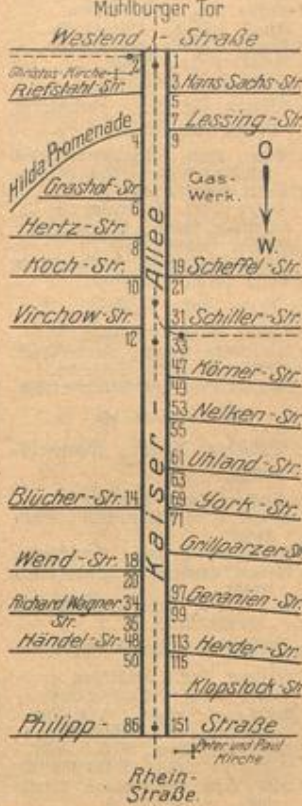 Mühlburger Tor
Westend - Straße
2 1
Christus-Kirche
3 Hans Sachs-Str.
Riefstahl-Str.
5
7 Lessing-Str.
Hilda Promenade
4 9
O
Gas-
Werk.
Grashof-Str
6
W.
Hertz-Str.
8
Koch-Str. 19 Scheffel-Str.
10 21
Virchow-Str. 31 Schiller-Str.
12 33
47 Körner-Str.
49
53 Nelken-Str.
55
61 Uhland-Str.
63
Blücher-Str. 14 69 York-Str.
71
Grillparzer Str
Wend-Str. 18
20
Richard Wagner 34 97 Geranien-Str.
Str. 36 99
Händel-Str. 48 113 Herder-Str.
50 115
Klopstock-Str
Kaiser - Allee
Philipp- 86 151 Straße
Peter und Paul
Kirche
Rhein-
Straße.